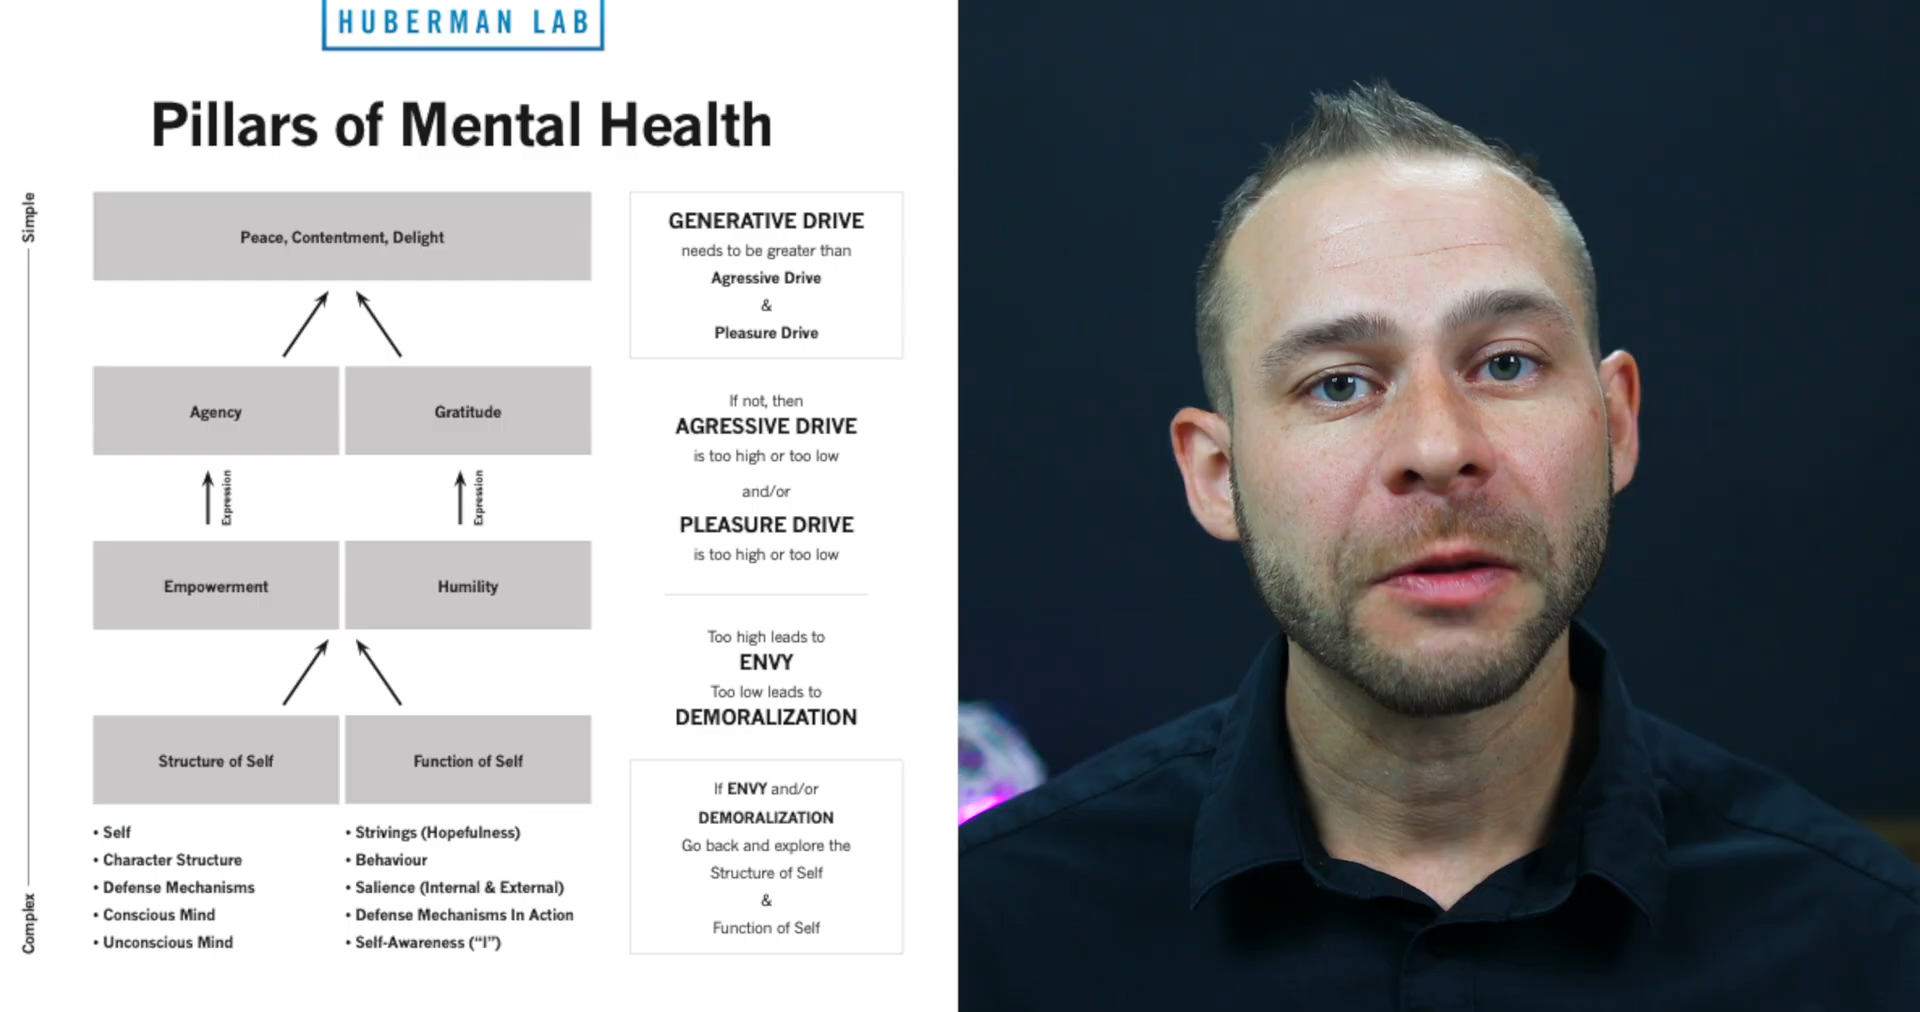 HUBERMAN LAB
Pillars of Mental Health
Simple
Complex
Peace, Contentment, Delight
Agency
Gratitude
Expression
Expression
Empowerment
Humility
Structure of Self
Function of Self
• Self
• Character Structure
• Defense Mechanisms
• Conscious Mind
• Unconscious Mind
• Strivings (Hopefulness)
• Behaviour
• Salience (Internal & External)
• Defense Mechanisms In Action
• Self-Awareness (“I”)
GENERATIVE DRIVE
needs to be greater than
Agressive Drive
&
Pleasure Drive
If not, then
AGRESSIVE DRIVE
is too high or too low
and/or
PLEASURE DRIVE
is too high or too low
Too high leads to
ENVY
Too low leads to
DEMORALIZATION
If ENVY and/or
DEMORALIZATION
Go back and explore the
Structure of Self
&
Function of Self